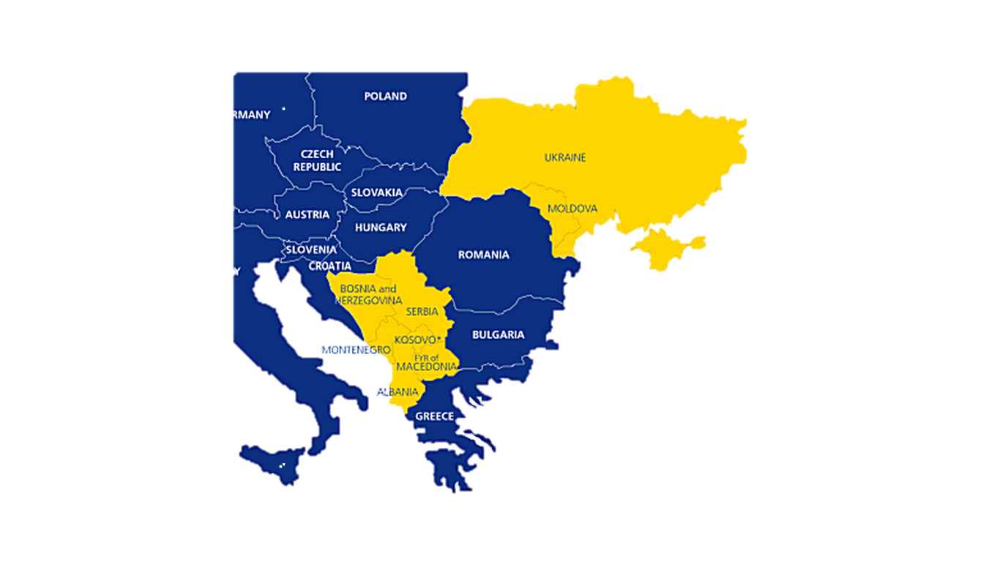 POLAND
RMANY
CZECH
REPUBLIC
UKRAINE
SLOVAKIA
MOLDOVA
AUSTRIA
HUNGARY
SLOVENIA
ROMANIA
CROATIA
Y
BOSNIA and
HERZEGOVINA
SERBIA
BULGARIA
KOSOVO*
MONTENEGRO
FYR of
MACEDONIA
ALBANIA
GREECE